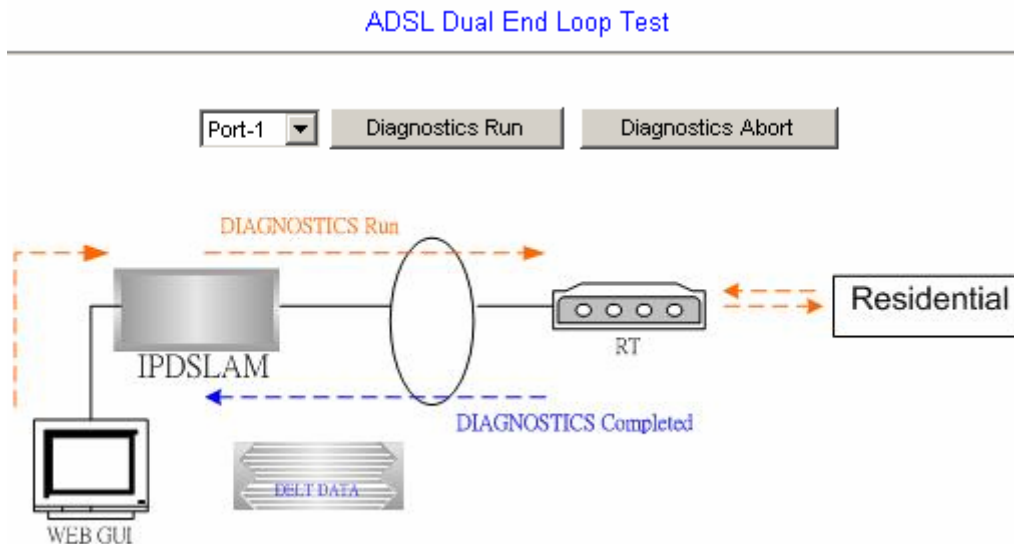 ADSL Dual End Loop Test
Port-1
Diagnostics Run
Diagnostics Abort
DIAGNOSTICS Run
Residential
IPDSLAM
RT
DIAGNOSTICS Completed
DELT DATA
WEB GUI